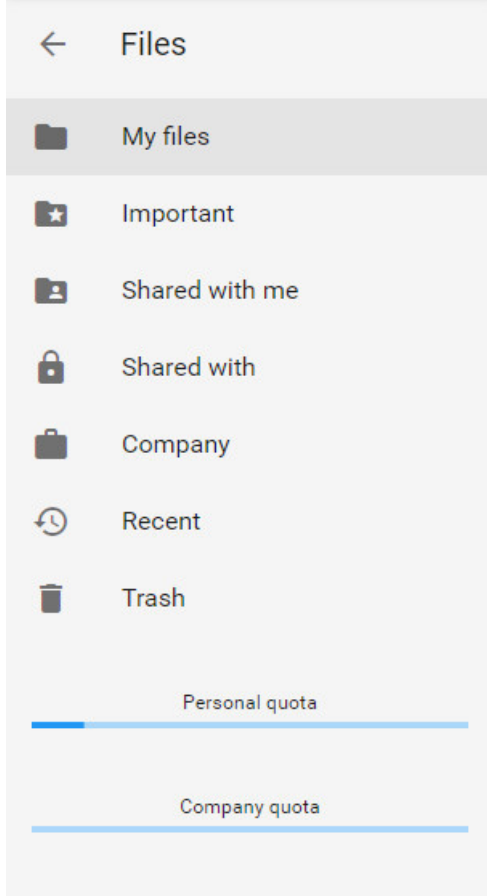 Files
My files
Important
Shared with me
Shared with
Company
Recent
Trash
Personal quota
Company quota